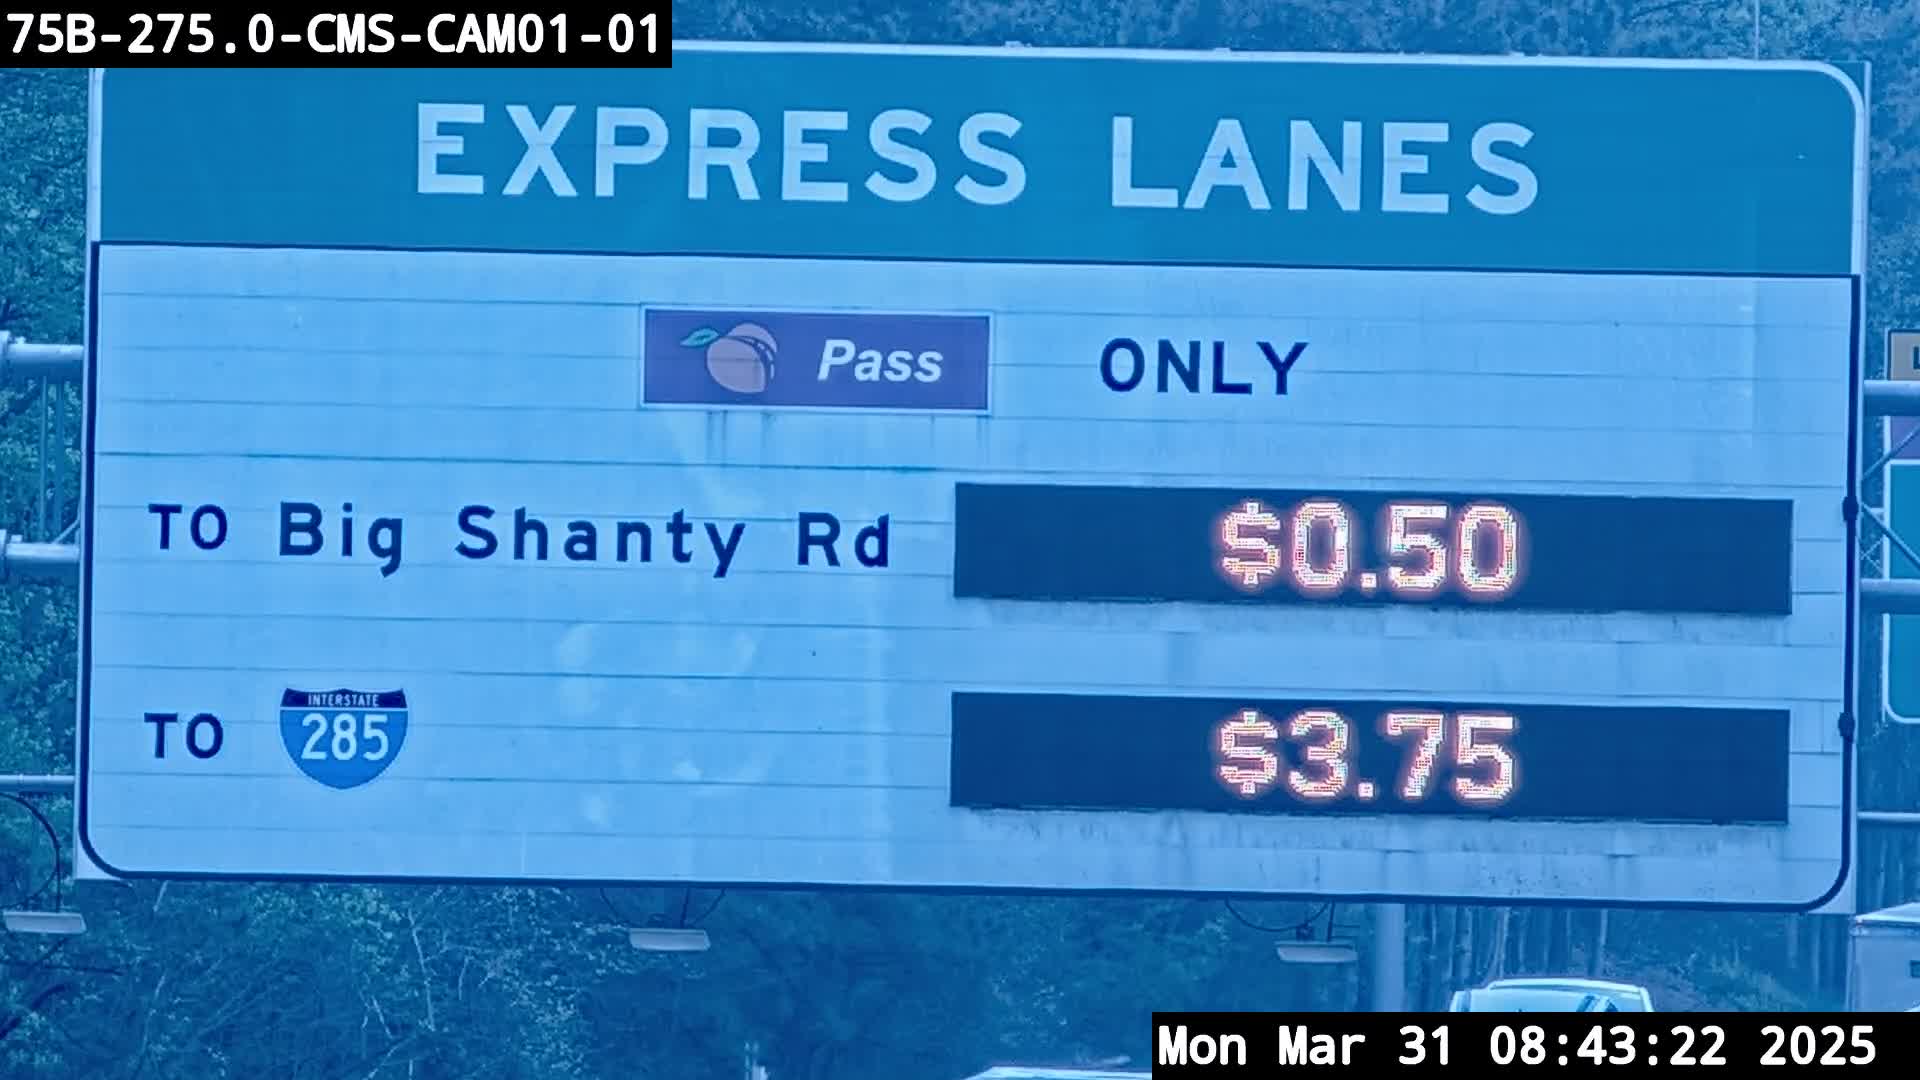 75B-275.0-CMS-CAM01-01
EXPRESS LANES
Pass ONLY
TO Big Shanty Rd $0.50
INTERSTATE
TO 285 $3.75
Mon Mar 31 08:43:22 2025